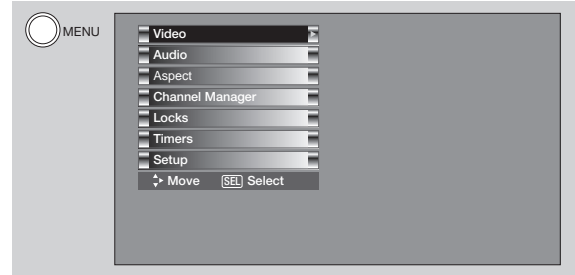 MENU
Video
Audio
Aspect
Channel Manager
Locks
Timers
Setup
Move SEL Select